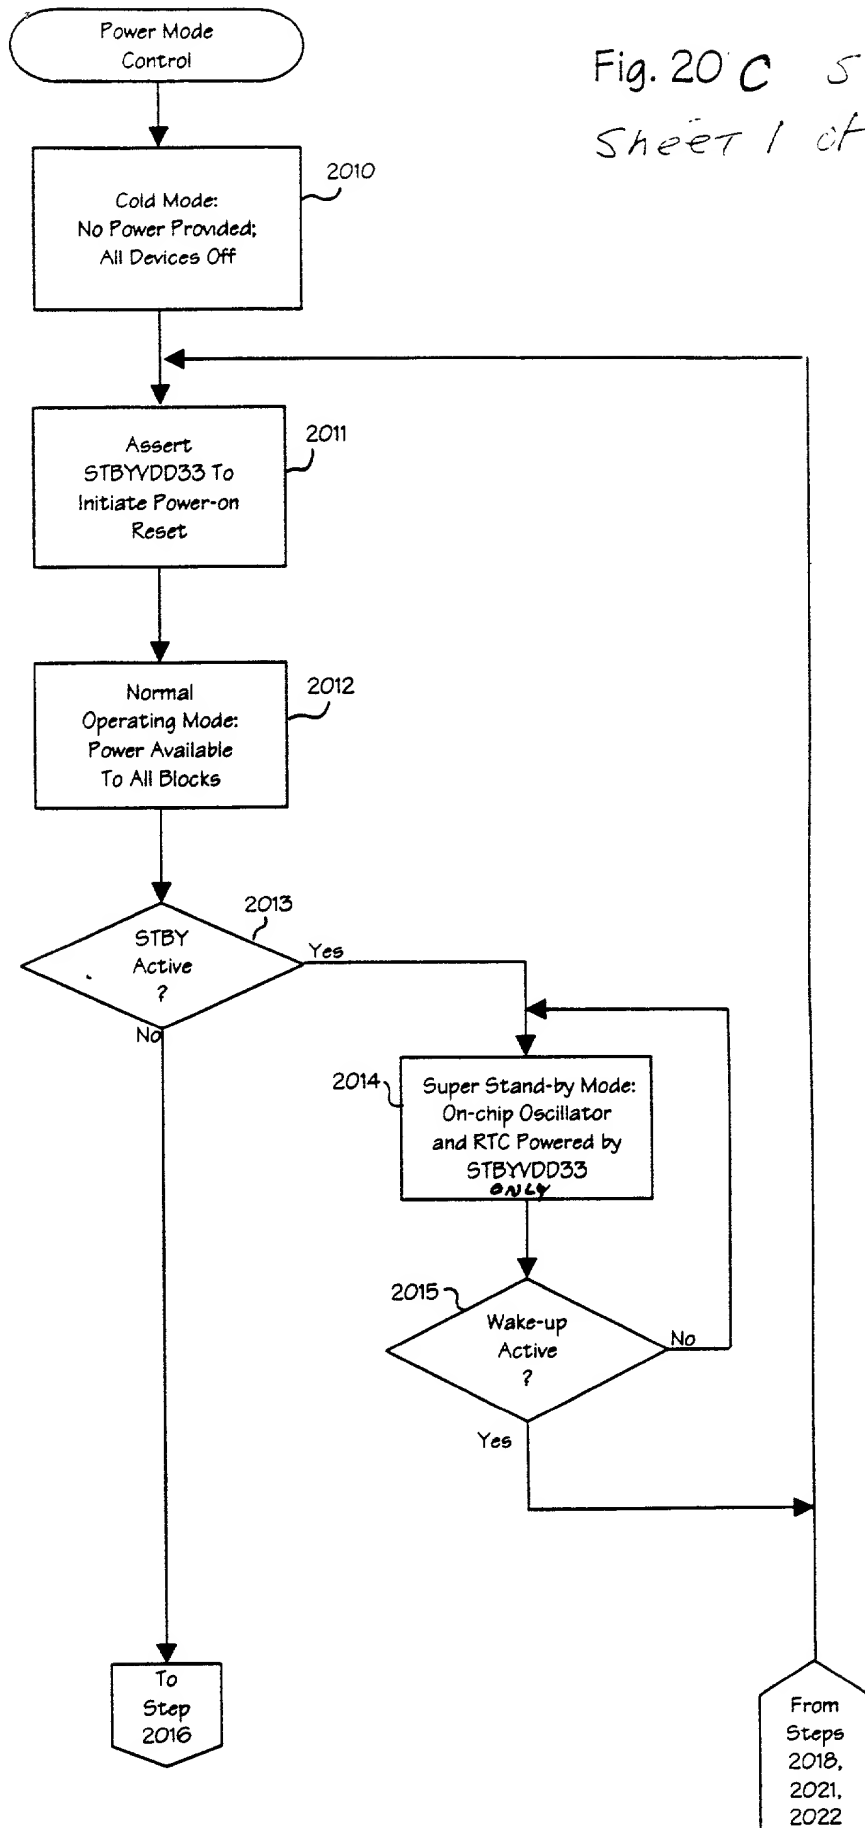 Power Mode
Control
Fig. 20 C S
Sheet 1 of
2010
Cold Mode:
No Power Provided;
All Devices Off
2011
Assert
STBYVDD33 To
Initiate Power-on
Reset
2012
Normal
Operating Mode:
Power Available
To All Blocks
2013
STBY
Active
?
Yes
No
2014
Super Stand-by Mode:
On-chip Oscillator
and RTC Powered by
STBYVDD33
ONLY
2015
Wake-up
Active
?
No
Yes
To
Step
2016
From
Steps
2018,
2021,
2022